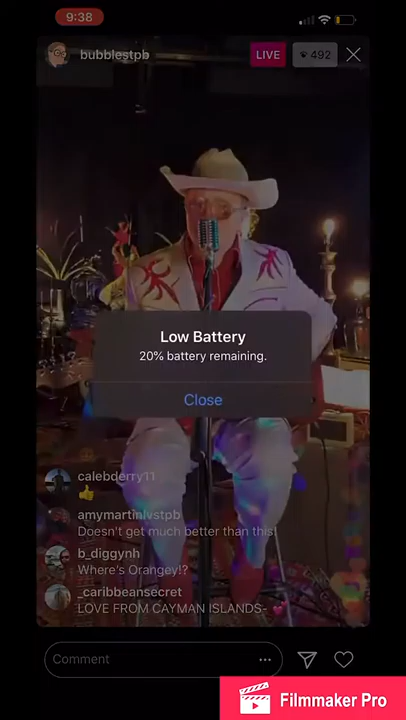 9:38
bubblestpb
LIVE
492
Low Battery
20% battery remaining.
Close
calebderry11
amymartinlvstpb
Doesn't get much better than this!
b_diggynh
Where's Orangey!?
_caribbeansecret
LOVE FROM CAYMAN ISLANDS-
Comment
Filmmaker Pro